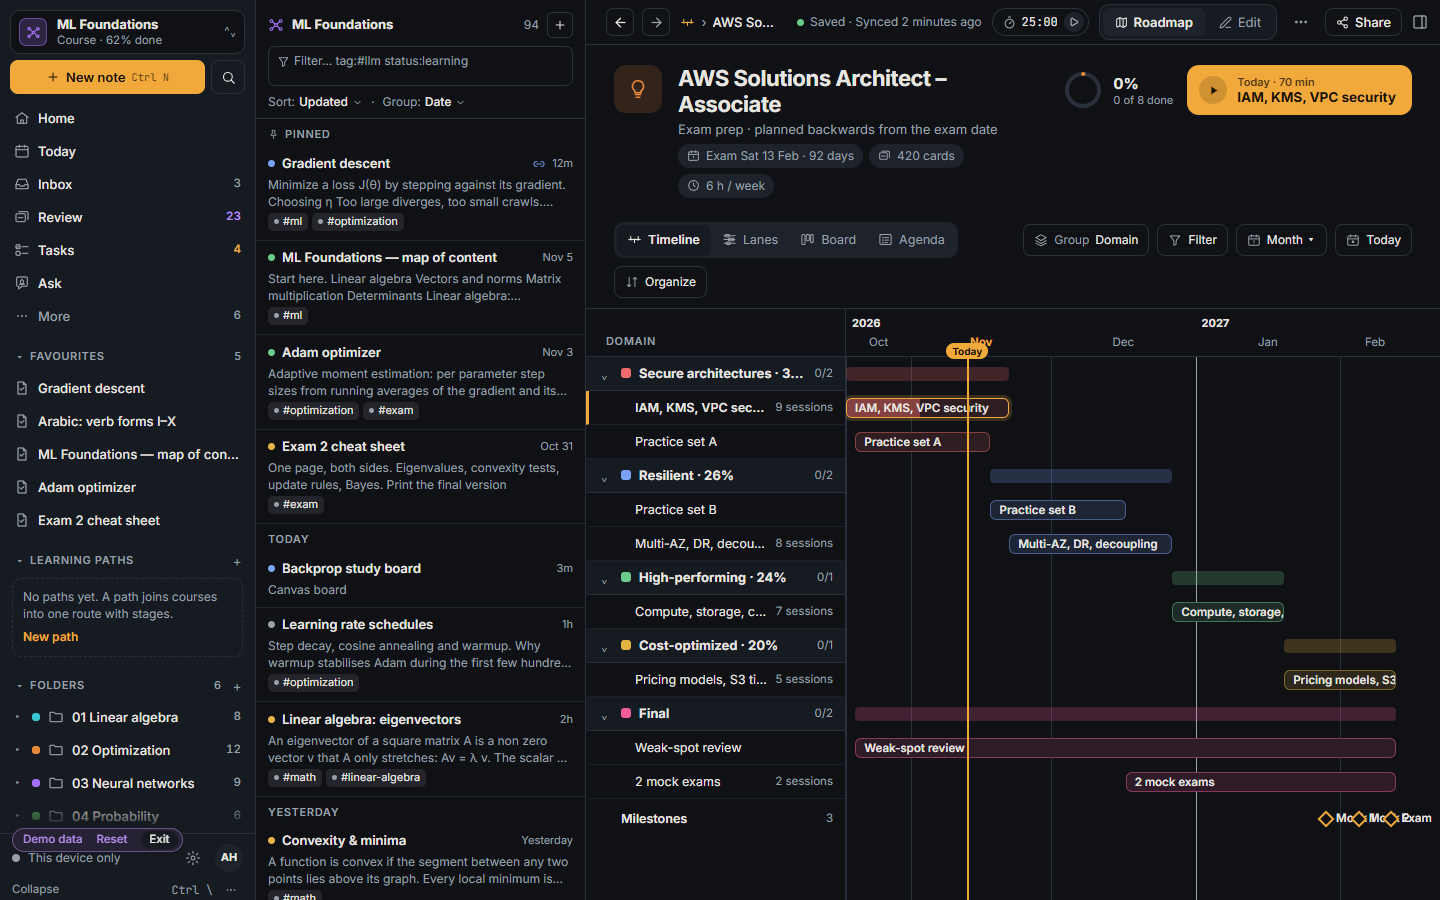 ML Foundations
Course · 62% done
+ New note Ctrl N
Home
Today
Inbox 3
Review 23
Tasks 4
Ask
More 6
FAVOURITES 5
Gradient descent
Arabic: verb forms I–X
ML Foundations — map of con...
Adam optimizer
Exam 2 cheat sheet
LEARNING PATHS +
No paths yet. A path joins courses
into one route with stages.
New path
FOLDERS 6 +
01 Linear algebra 8
02 Optimization 12
03 Neural networks 9
04 Probability 6
Demo data Reset Exit
This device only AH
Collapse Ctrl \ ...
ML Foundations 94 +
Filter... tag:#llm status:learning
Sort: Updated · Group: Date
PINNED
Gradient descent 12m
Minimize a loss J(θ) by stepping against its gradient.
Choosing η Too large diverges, too small crawls....
#ml #optimization
ML Foundations — map of content Nov 5
Start here. Linear algebra Vectors and norms Matrix
multiplication Determinants Linear algebra:...
#ml
Adam optimizer Nov 3
Adaptive moment estimation: per parameter step
sizes from running averages of the gradient and its...
#optimization #exam
Exam 2 cheat sheet Oct 31
One page, both sides. Eigenvalues, convexity tests,
update rules, Bayes. Print the final version
#exam
TODAY
Backprop study board 3m
Canvas board
Learning rate schedules 1h
Step decay, cosine annealing and warmup. Why
warmup stabilises Adam during the first few hundre...
#optimization
Linear algebra: eigenvectors 2h
An eigenvector of a square matrix A is a non zero
vector v that A only stretches: Av = λ v. The scalar ...
#math #linear-algebra
YESTERDAY
Convexity & minima Yesterday
A function is convex if the segment between any two
points lies above its graph. Every local minimum is...
#math
› AWS So... Saved · Synced 2 minutes ago 25:00 Roadmap Edit ... Share
AWS Solutions Architect –
Associate
Exam prep · planned backwards from the exam date
Exam Sat 13 Feb · 92 days 420 cards
6 h / week
0%
0 of 8 done
Today · 70 min
IAM, KMS, VPC security
Timeline Lanes Board Agenda Group Domain Filter Month Today
Organize
2026 2027
DOMAIN Oct Nov Dec Jan Feb
Today
Secure architectures · 3... 0/2
IAM, KMS, VPC sec... 9 sessions IAM, KMS, VPC security
Practice set A Practice set A
Resilient · 26% 0/2
Practice set B Practice set B
Multi-AZ, DR, decou... 8 sessions Multi-AZ, DR, decoupling
High-performing · 24% 0/1
Compute, storage, c... 7 sessions Compute, storage,
Cost-optimized · 20% 0/1
Pricing models, S3 ti... 5 sessions Pricing models, S3
Final 0/2
Weak-spot review Weak-spot review
2 mock exams 2 sessions 2 mock exams
Milestones 3 Exam